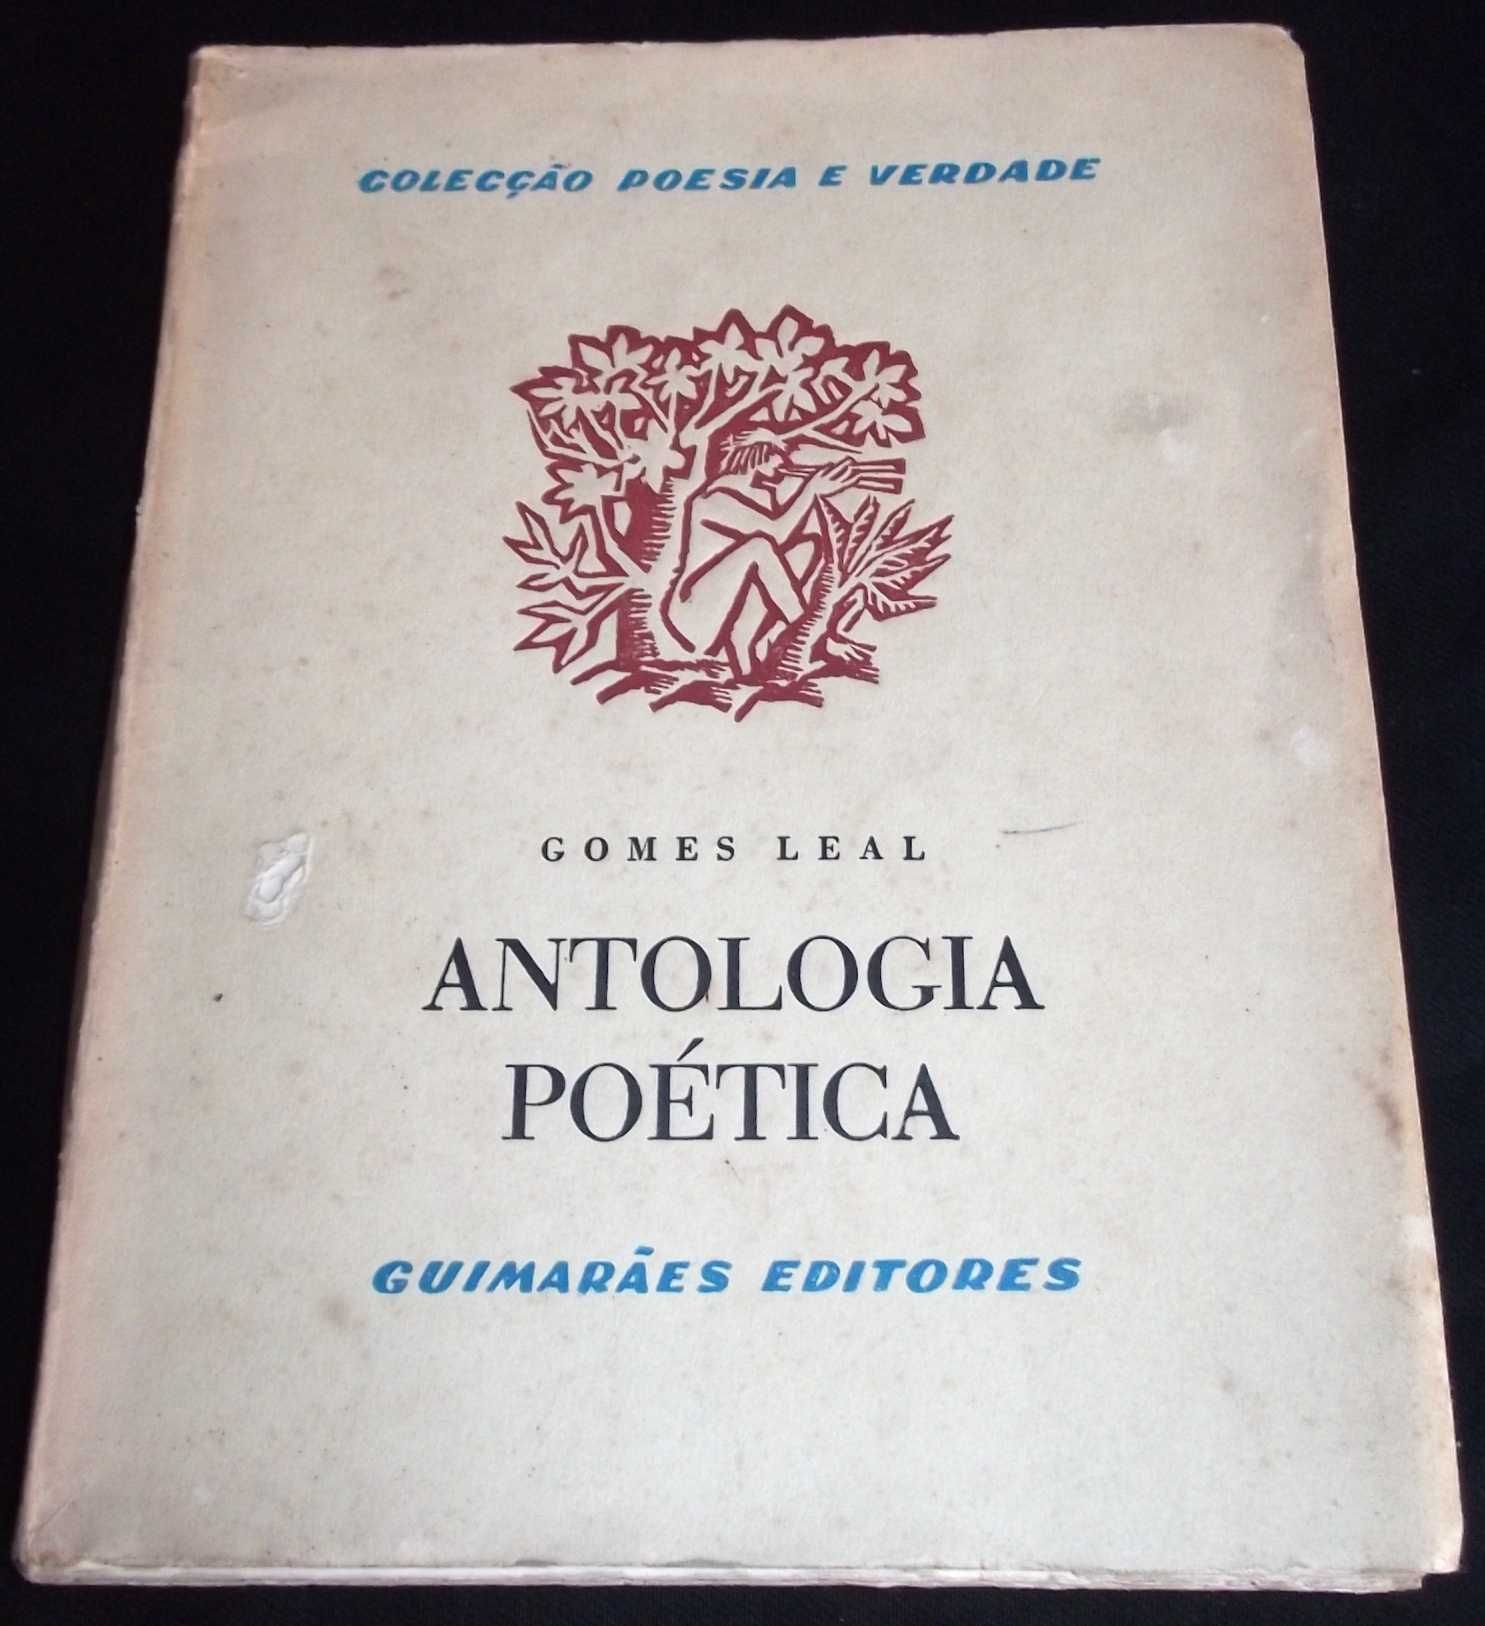 COLECÇÃO POESIA E VERDADE
GOMES LEAL
ANTOLOGIA
POÉTICA
GUIMARÃES EDITORES